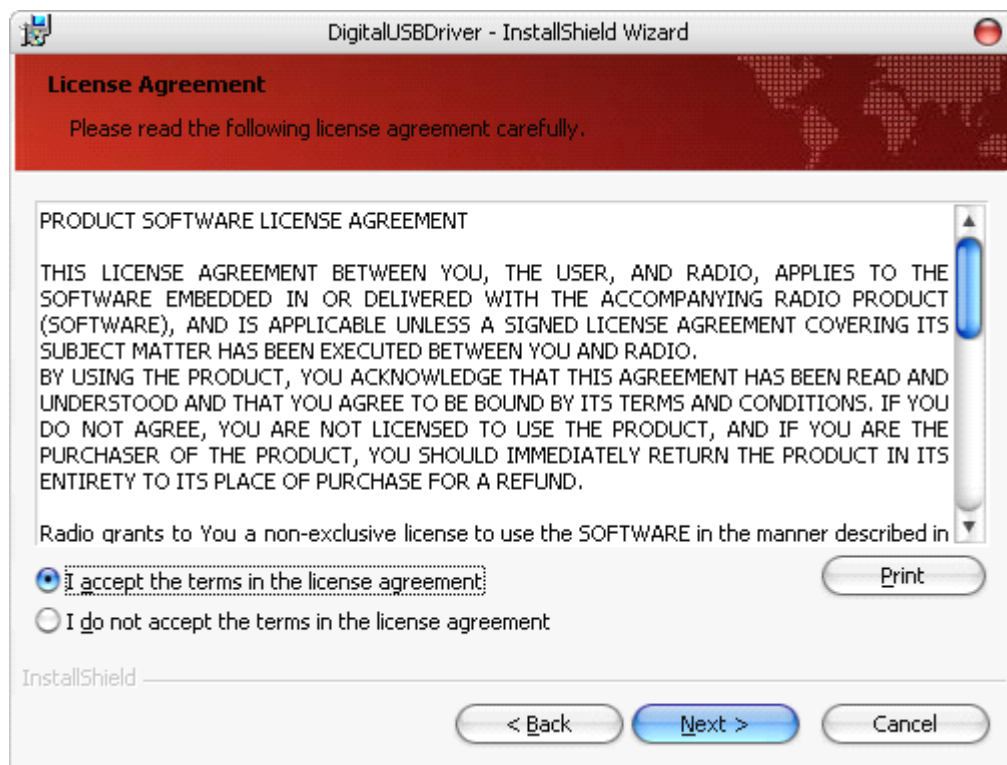 DigitalUSBDriver - InstallShield Wizard
License Agreement
Please read the following license agreement carefully.
PRODUCT SOFTWARE LICENSE AGREEMENT
THIS LICENSE AGREEMENT BETWEEN YOU, THE USER, AND RADIO, APPLIES TO THE
SOFTWARE EMBEDDED IN OR DELIVERED WITH THE ACCOMPANYING RADIO PRODUCT
(SOFTWARE), AND IS APPLICABLE UNLESS A SIGNED LICENSE AGREEMENT COVERING ITS
SUBJECT MATTER HAS BEEN EXECUTED BETWEEN YOU AND RADIO.
BY USING THE PRODUCT, YOU ACKNOWLEDGE THAT THIS AGREEMENT HAS BEEN READ AND
UNDERSTOOD AND THAT YOU AGREE TO BE BOUND BY ITS TERMS AND CONDITIONS. IF YOU
DO NOT AGREE, YOU ARE NOT LICENSED TO USE THE PRODUCT, AND IF YOU ARE THE
PURCHASER OF THE PRODUCT, YOU SHOULD IMMEDIATELY RETURN THE PRODUCT IN ITS
ENTIRETY TO ITS PLACE OF PURCHASE FOR A REFUND.
Radio grants to You a non-exclusive license to use the SOFTWARE in the manner described in
I accept the terms in the license agreement
Print
I do not accept the terms in the license agreement
InstallShield
< Back
Next >
Cancel